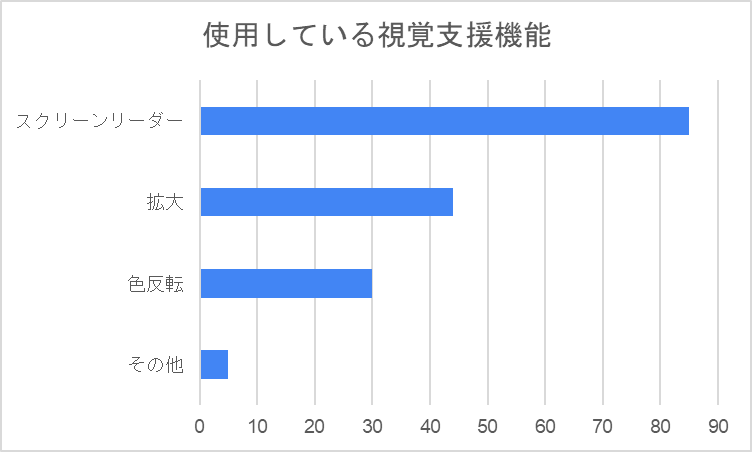 使用している視覚支援機能
スクリーンリーダー
拡大
色反転
その他
0 10 20 30 40 50 60 70 80 90